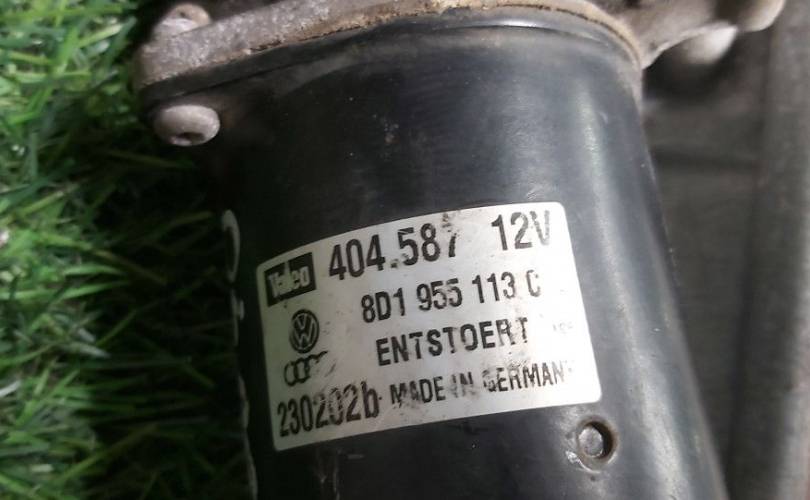 Valeo 404.587 12V
8D1 955 113 C
ENTSTOERT
230202b MADE IN GERMANY